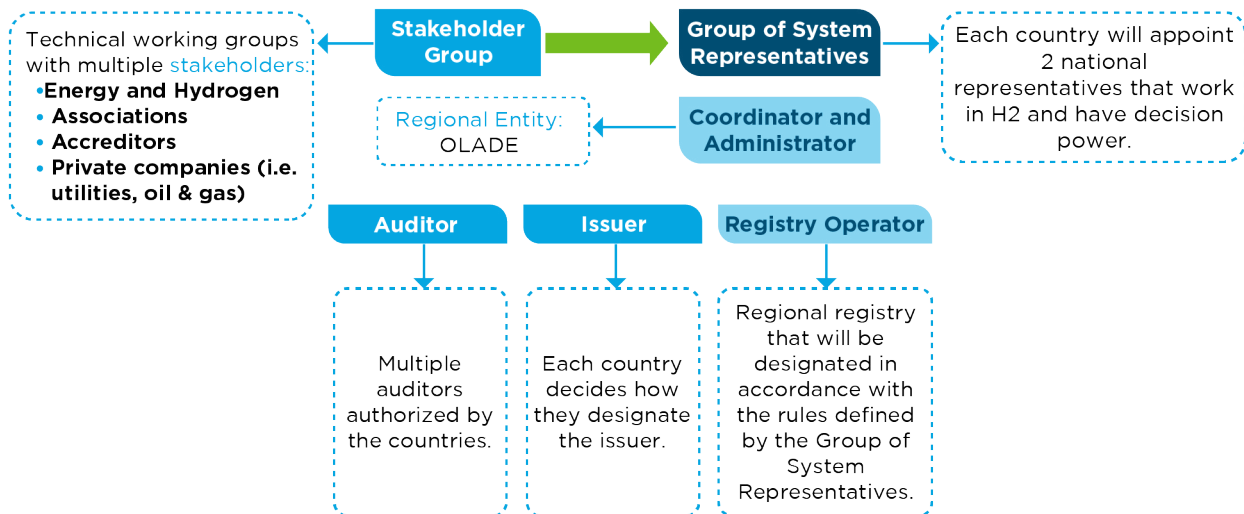 Technical working groups
with multiple stakeholders:
•Energy and Hydrogen
• Associations
• Accreditors
• Private companies (i.e.
utilities, oil & gas)
Stakeholder
Group
Group of System
Representatives
Each country will appoint
2 national
representatives that work
in H2 and have decision
power.
Regional Entity:
OLADE
Coordinator and
Administrator
Auditor
Issuer
Registry Operator
Multiple
auditors
authorized by
the countries.
Each country
decides how
they designate
the issuer.
Regional registry
that will be
designated in
accordance with
the rules defined
by the Group of
System
Representatives.